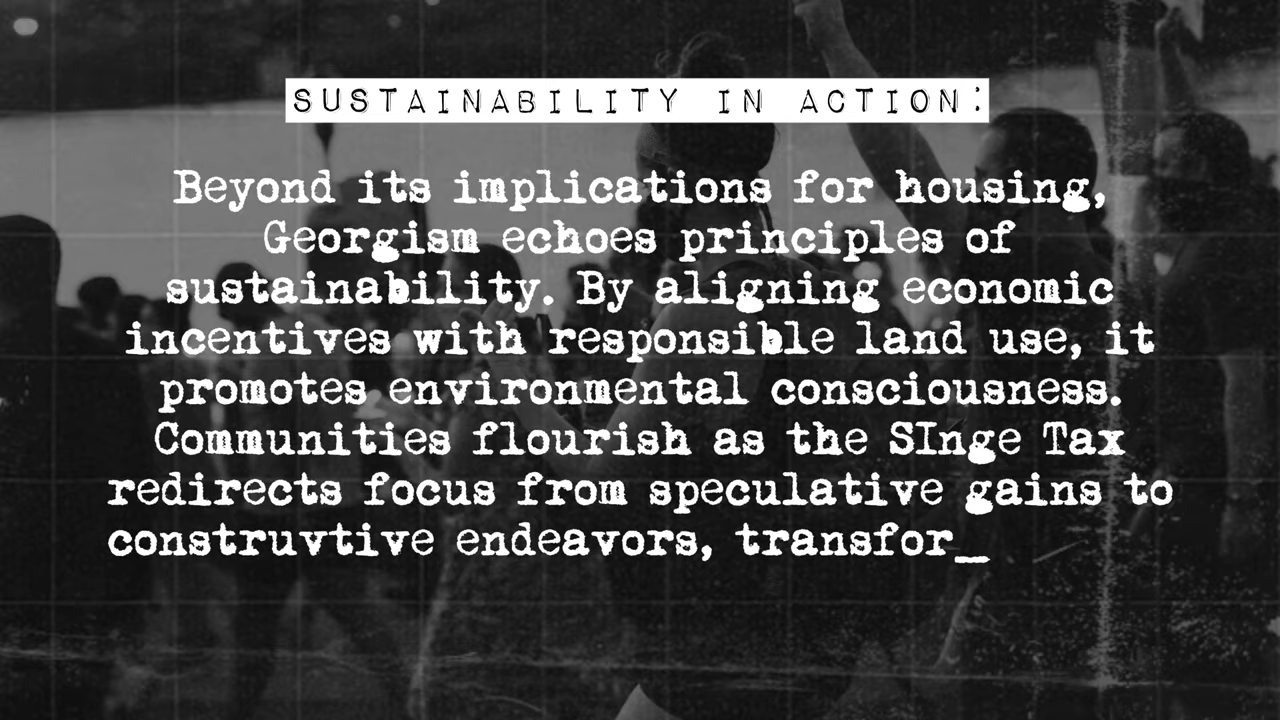 SUSTAINABILITY IN ACTION:
Beyond its implications for housing,
Georgism echoes principles of
sustainability. By aligning economic
incentives with responsible land use, it
promotes environmental consciousness.
Communities flourish as the SInge Tax
redirects focus from speculative gains to
construvtive endeavors, transfor_